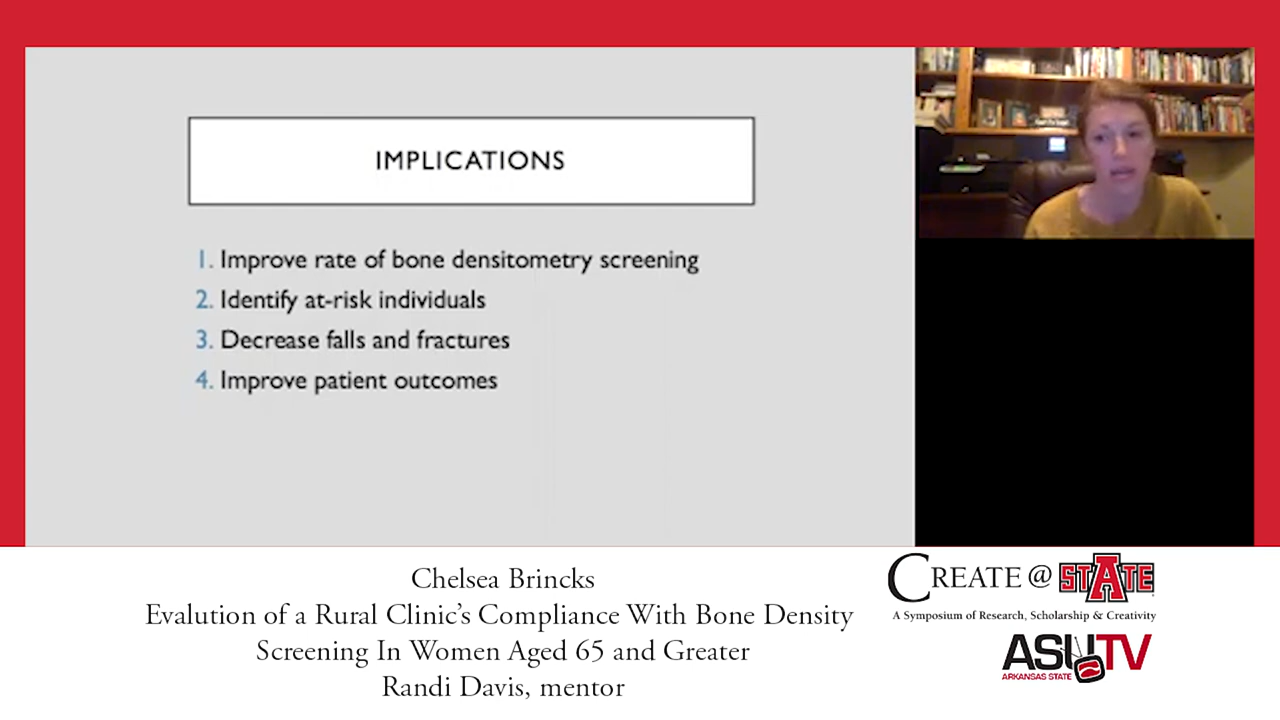 IMPLICATIONS
1. Improve rate of bone densitometry screening
2. Identify at-risk individuals
3. Decrease falls and fractures
4. Improve patient outcomes
Chelsea Brincks
Evalution of a Rural Clinic's Compliance With Bone Density
Screening In Women Aged 65 and Greater
Randi Davis, mentor
CREATE @ STATE
A Symposium of Research, Scholarship & Creativity
ASUTV
ARKANSAS STATE